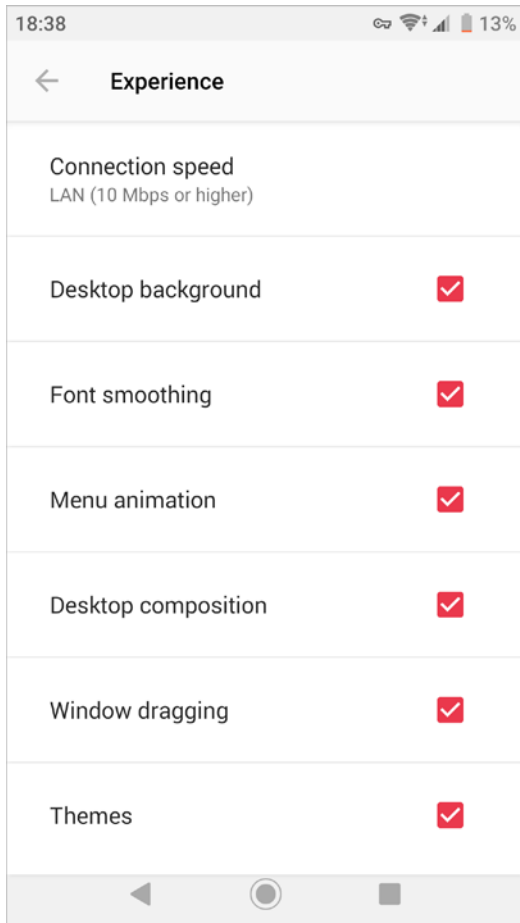 18:38
13%
Experience
Connection speed
LAN (10 Mbps or higher)
Desktop background
Font smoothing
Menu animation
Desktop composition
Window dragging
Themes